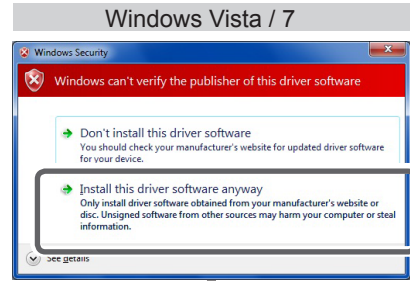 Windows Vista / 7
Windows Security
Windows can't verify the publisher of this driver software
Don't install this driver software
You should check your manufacturer's website for updated driver software
for your device.
Install this driver software anyway
Only install driver software obtained from your manufacturer's website or
disc. Unsigned software from other sources may harm your computer or steal
information.
See details